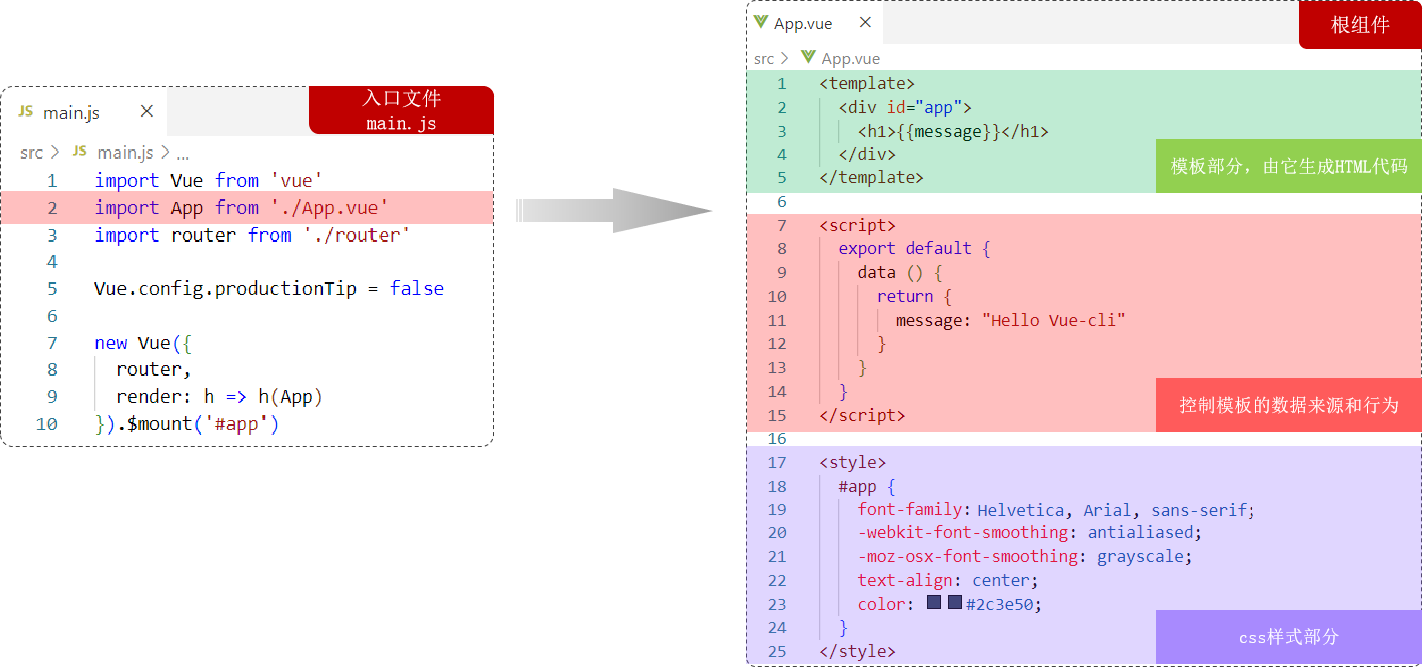 JS main.js ×
入口文件
main.js
src > JS main.js > ...
1 import Vue from 'vue'
2 import App from './App.vue'
3 import router from './router'
4
5 Vue.config.productionTip = false
6
7 new Vue({
8 router,
9 render: h => h(App)
10 }).$mount('#app')
App.vue ×
根组件
src > App.vue
1 <template>
2 <div id="app">
3 <h1>{{message}}</h1>
4 </div>
5 </template>
模板部分，由它生成HTML代码
6
7 <script>
8 export default {
9 data () {
10 return {
11 message: "Hello Vue-cli"
12 }
13 }
14 }
15 </script>
控制模板的数据来源和行为
16
17 <style>
18 #app {
19 font-family: Helvetica, Arial, sans-serif;
20 -webkit-font-smoothing: antialiased;
21 -moz-osx-font-smoothing: grayscale;
22 text-align: center;
23 color: #2c3e50;
24 }
25 </style>
css样式部分